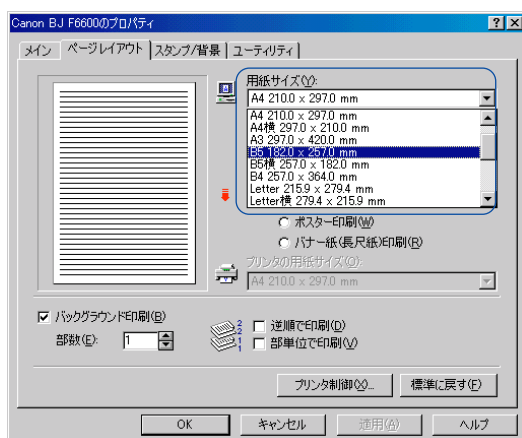 Canon BJ F6600のプロパティ
メイン ページレイアウト スタンプ/背景 ユーティリティ
用紙サイズ(Y):
A4 210.0 x 297.0 mm
A4 210.0 x 297.0 mm
A4横 297.0 x 210.0 mm
A3 297.0 x 420.0 mm
B5 182.0 x 257.0 mm
B5横 257.0 x 182.0 mm
B4 257.0 x 364.0 mm
Letter 215.9 x 279.4 mm
Letter横 279.4 x 215.9 mm
ポスター印刷(W)
バナー紙(長尺紙)印刷(R)
プリンタの用紙サイズ(O):
A4 210.0 x 297.0 mm
バックグラウンド印刷(B)
部数(E): 1
2 逆順で印刷(D)
1 部単位で印刷(V)
プリンタ制御(X)... 標準に戻す(F)
OK キャンセル 適用(A) ヘルプ